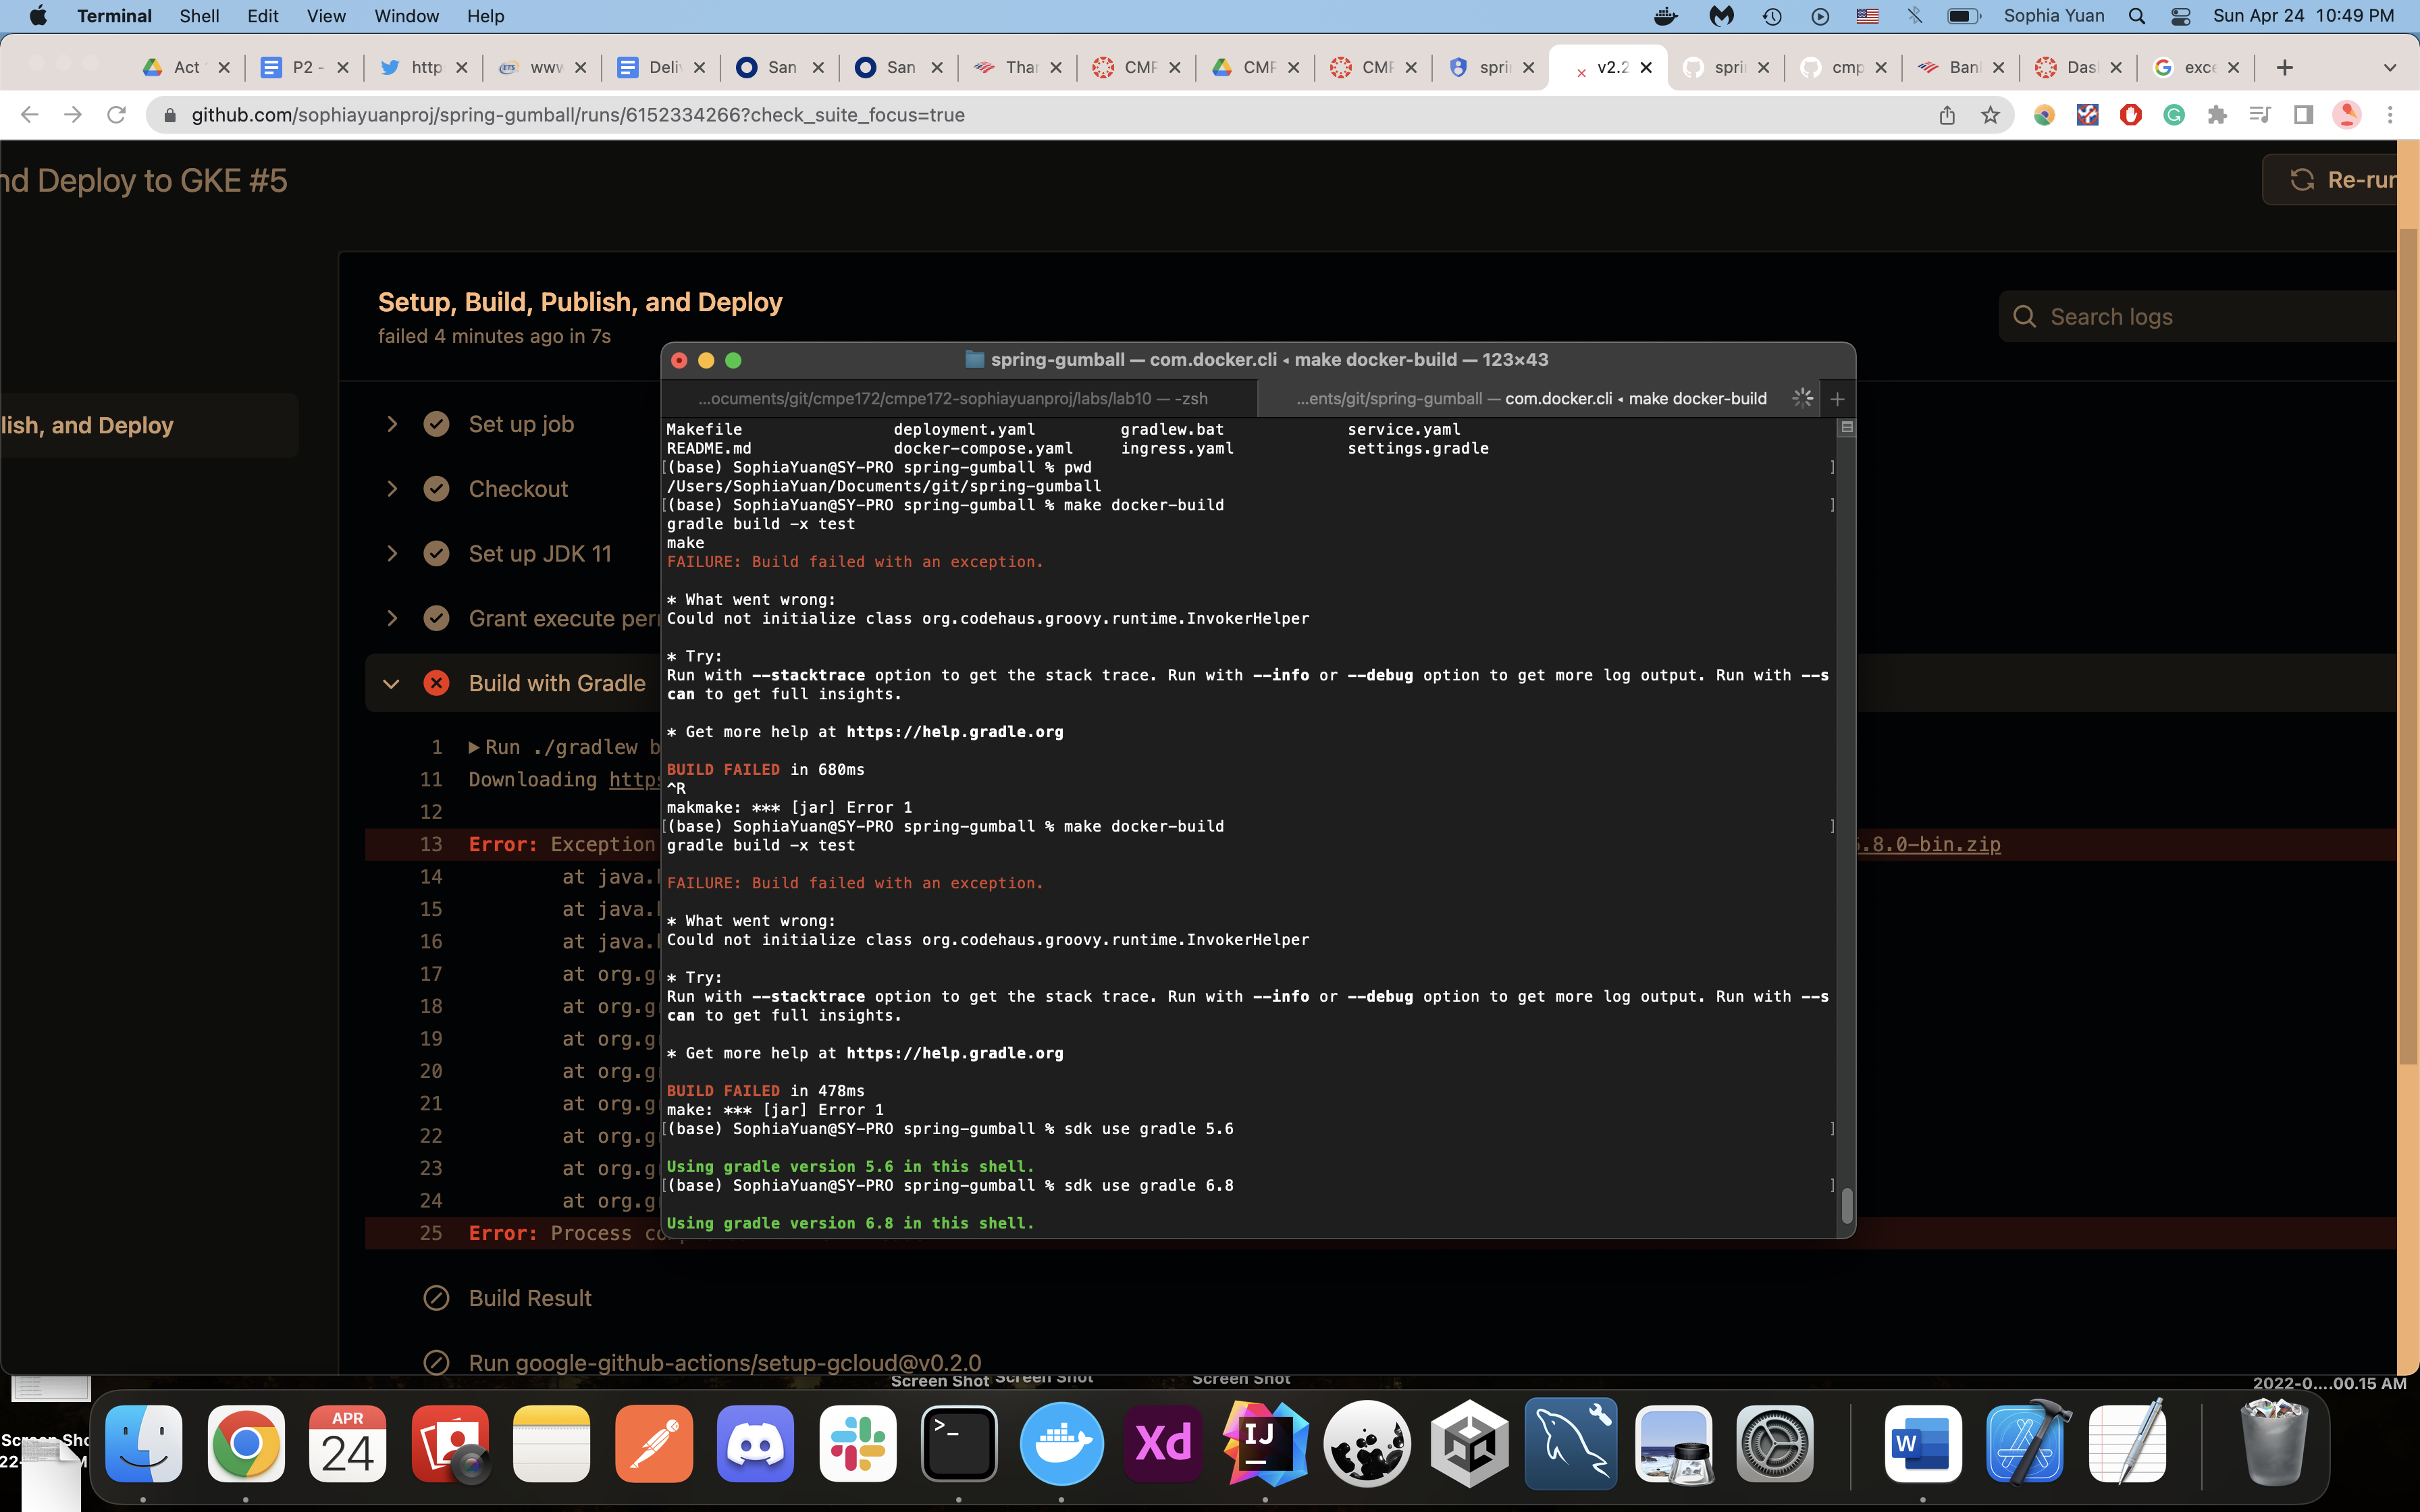 Terminal Shell Edit View Window Help
Sophia Yuan Sun Apr 24 10:49 PM
Act P2 - http www Deliv San San Than CMP CMP CMP sprin v2.2 sprin cmp Bank Das exce
github.com/sophiayuanproj/spring-gumball/runs/6152334266?check_suite_focus=true
nd Deploy to GKE #5
Re-run
Setup, Build, Publish, and Deploy
failed 4 minutes ago in 7s
Search logs
lish, and Deploy
Set up job
Checkout
Set up JDK 11
Grant execute per
Build with Gradle
1 Run ./gradlew b
11 Downloading https
12
13 Error: Exception
.8.0-bin.zip
14 at java.
15 at java.
16 at java.
17 at org.g
18 at org.g
19 at org.g
20 at org.g
21 at org.g
22 at org.g
23 at org.g
24 at org.g
25 Error: Process co
Build Result
Run google-github-actions/setup-gcloud@v0.2.0
spring-gumball — com.docker.cli ◂ make docker-build — 123×43
...ocuments/git/cmpe172/cmpe172-sophiayuanproj/labs/lab10 — -zsh
...ents/git/spring-gumball — com.docker.cli ◂ make docker-build
Makefile deployment.yaml gradlew.bat service.yaml
README.md docker-compose.yaml ingress.yaml settings.gradle
[(base) SophiaYuan@SY-PRO spring-gumball % pwd ]
/Users/SophiaYuan/Documents/git/spring-gumball
[(base) SophiaYuan@SY-PRO spring-gumball % make docker-build ]
gradle build -x test
make
FAILURE: Build failed with an exception.
* What went wrong:
Could not initialize class org.codehaus.groovy.runtime.InvokerHelper
* Try:
Run with --stacktrace option to get the stack trace. Run with --info or --debug option to get more log output. Run with --s
can to get full insights.
* Get more help at https://help.gradle.org
BUILD FAILED in 680ms
^R
makmake: *** [jar] Error 1
[(base) SophiaYuan@SY-PRO spring-gumball % make docker-build ]
gradle build -x test
FAILURE: Build failed with an exception.
* What went wrong:
Could not initialize class org.codehaus.groovy.runtime.InvokerHelper
* Try:
Run with --stacktrace option to get the stack trace. Run with --info or --debug option to get more log output. Run with --s
can to get full insights.
* Get more help at https://help.gradle.org
BUILD FAILED in 478ms
make: *** [jar] Error 1
[(base) SophiaYuan@SY-PRO spring-gumball % sdk use gradle 5.6 ]
Using gradle version 5.6 in this shell.
[(base) SophiaYuan@SY-PRO spring-gumball % sdk use gradle 6.8 ]
Using gradle version 6.8 in this shell.
Screen Shot Screen Shot Screen Shot
2022-0....00.15 AM
APR
24
Xd
IJ
W